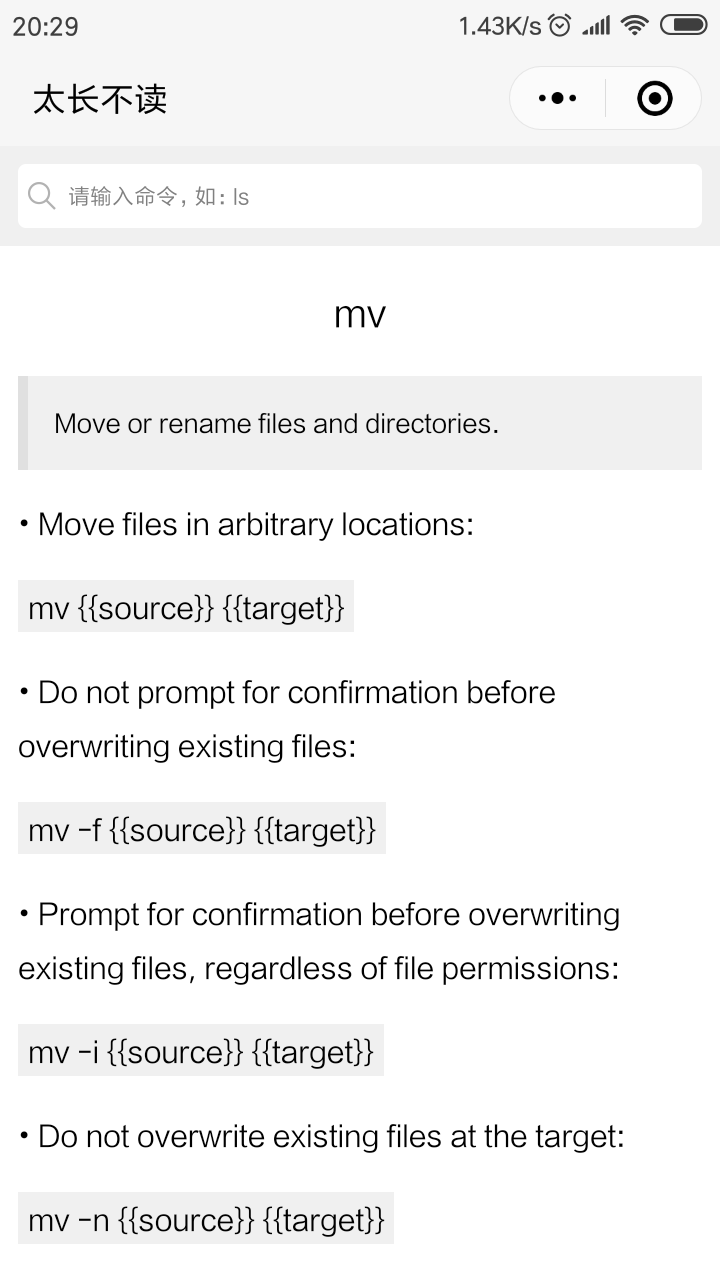 20:29
1.43K/s
太长不读
请输入命令，如：ls
mv
Move or rename files and directories.
• Move files in arbitrary locations:
mv {{source}} {{target}}
• Do not prompt for confirmation before
overwriting existing files:
mv -f {{source}} {{target}}
• Prompt for confirmation before overwriting
existing files, regardless of file permissions:
mv -i {{source}} {{target}}
• Do not overwrite existing files at the target:
mv -n {{source}} {{target}}